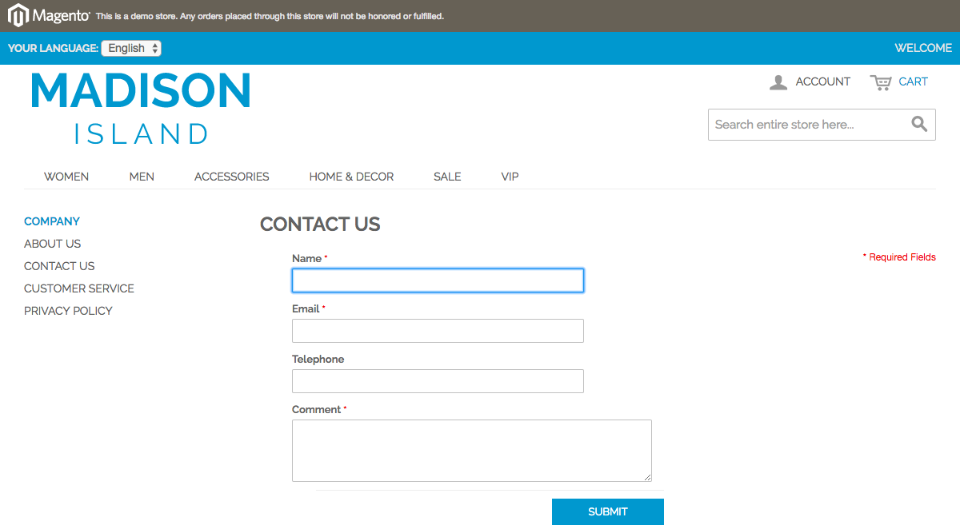 Magento® This is a demo store. Any orders placed through this store will not be honored or fulfilled.
YOUR LANGUAGE: English WELCOME
MADISON
ISLAND
ACCOUNT CART
Search entire store here...
WOMEN MEN ACCESSORIES HOME & DECOR SALE VIP
COMPANY
ABOUT US
CONTACT US
CUSTOMER SERVICE
PRIVACY POLICY
CONTACT US
* Required Fields
Name *
Email *
Telephone
Comment *
SUBMIT